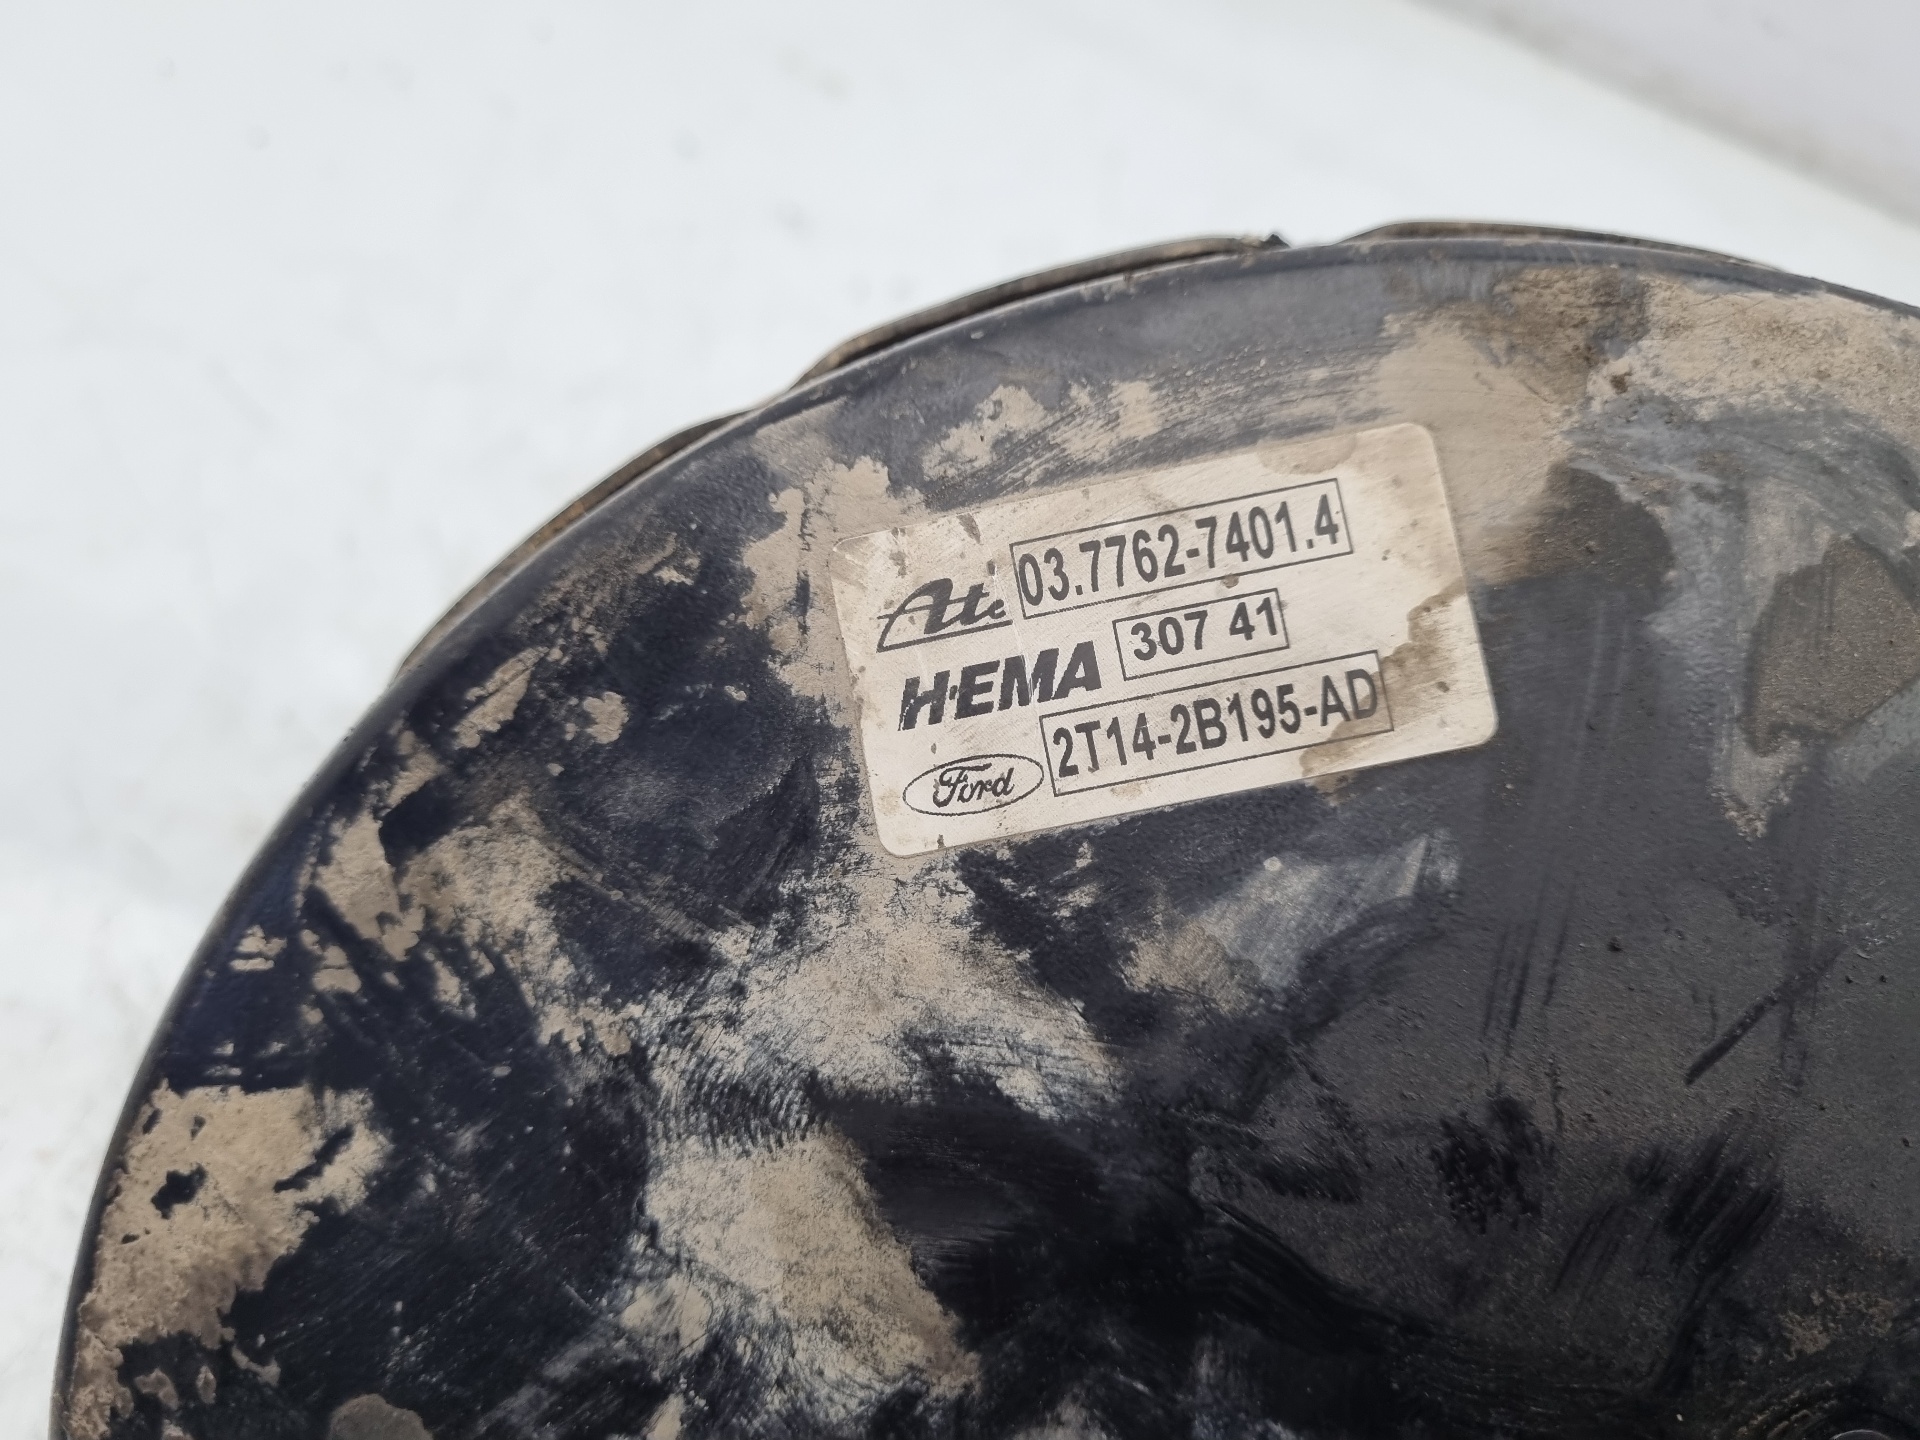 Ate 03.7762-7401.4
HEMA 307 41
Ford 2T14-2B195-AD